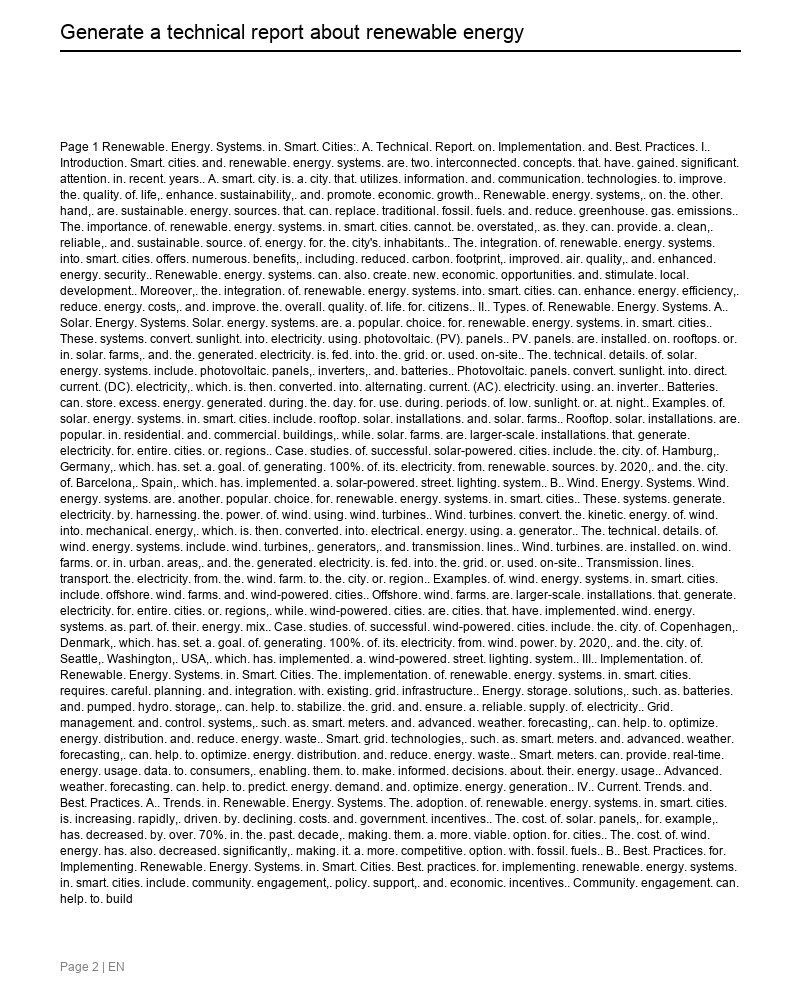 Generate a technical report about renewable energy
Page 1 Renewable. Energy. Systems. in. Smart. Cities:. A. Technical. Report. on. Implementation. and. Best. Practices. I..
Introduction. Smart. cities. and. renewable. energy. systems. are. two. interconnected. concepts. that. have. gained. significant.
attention. in. recent. years.. A. smart. city. is. a. city. that. utilizes. information. and. communication. technologies. to. improve.
the. quality. of. life,. enhance. sustainability,. and. promote. economic. growth.. Renewable. energy. systems,. on. the. other.
hand,. are. sustainable. energy. sources. that. can. replace. traditional. fossil. fuels. and. reduce. greenhouse. gas. emissions..
The. importance. of. renewable. energy. systems. in. smart. cities. cannot. be. overstated,. as. they. can. provide. a. clean,.
reliable,. and. sustainable. source. of. energy. for. the. city's. inhabitants.. The. integration. of. renewable. energy. systems.
into. smart. cities. offers. numerous. benefits,. including. reduced. carbon. footprint,. improved. air. quality,. and. enhanced.
energy. security.. Renewable. energy. systems. can. also. create. new. economic. opportunities. and. stimulate. local.
development.. Moreover,. the. integration. of. renewable. energy. systems. into. smart. cities. can. enhance. energy. efficiency,.
reduce. energy. costs,. and. improve. the. overall. quality. of. life. for. citizens.. II.. Types. of. Renewable. Energy. Systems. A..
Solar. Energy. Systems. Solar. energy. systems. are. a. popular. choice. for. renewable. energy. systems. in. smart. cities..
These. systems. convert. sunlight. into. electricity. using. photovoltaic. (PV). panels.. PV. panels. are. installed. on. rooftops. or.
in. solar. farms,. and. the. generated. electricity. is. fed. into. the. grid. or. used. on-site.. The. technical. details. of. solar.
energy. systems. include. photovoltaic. panels,. inverters,. and. batteries.. Photovoltaic. panels. convert. sunlight. into. direct.
current. (DC). electricity,. which. is. then. converted. into. alternating. current. (AC). electricity. using. an. inverter.. Batteries.
can. store. excess. energy. generated. during. the. day. for. use. during. periods. of. low. sunlight. or. at. night.. Examples. of.
solar. energy. systems. in. smart. cities. include. rooftop. solar. installations. and. solar. farms.. Rooftop. solar. installations. are.
popular. in. residential. and. commercial. buildings,. while. solar. farms. are. larger-scale. installations. that. generate.
electricity. for. entire. cities. or. regions.. Case. studies. of. successful. solar-powered. cities. include. the. city. of. Hamburg,.
Germany,. which. has. set. a. goal. of. generating. 100%. of. its. electricity. from. renewable. sources. by. 2020,. and. the. city.
of. Barcelona,. Spain,. which. has. implemented. a. solar-powered. street. lighting. system.. B.. Wind. Energy. Systems. Wind.
energy. systems. are. another. popular. choice. for. renewable. energy. systems. in. smart. cities.. These. systems. generate.
electricity. by. harnessing. the. power. of. wind. using. wind. turbines.. Wind. turbines. convert. the. kinetic. energy. of. wind.
into. mechanical. energy,. which. is. then. converted. into. electrical. energy. using. a. generator.. The. technical. details. of.
wind. energy. systems. include. wind. turbines,. generators,. and. transmission. lines.. Wind. turbines. are. installed. on. wind.
farms. or. in. urban. areas,. and. the. generated. electricity. is. fed. into. the. grid. or. used. on-site.. Transmission. lines.
transport. the. electricity. from. the. wind. farm. to. the. city. or. region.. Examples. of. wind. energy. systems. in. smart. cities.
include. offshore. wind. farms. and. wind-powered. cities.. Offshore. wind. farms. are. larger-scale. installations. that. generate.
electricity. for. entire. cities. or. regions,. while. wind-powered. cities. are. cities. that. have. implemented. wind. energy.
systems. as. part. of. their. energy. mix.. Case. studies. of. successful. wind-powered. cities. include. the. city. of. Copenhagen,.
Denmark,. which. has. set. a. goal. of. generating. 100%. of. its. electricity. from. wind. power. by. 2020,. and. the. city. of.
Seattle,. Washington,. USA,. which. has. implemented. a. wind-powered. street. lighting. system.. III.. Implementation. of.
Renewable. Energy. Systems. in. Smart. Cities. The. implementation. of. renewable. energy. systems. in. smart. cities.
requires. careful. planning. and. integration. with. existing. grid. infrastructure.. Energy. storage. solutions,. such. as. batteries.
and. pumped. hydro. storage,. can. help. to. stabilize. the. grid. and. ensure. a. reliable. supply. of. electricity.. Grid.
management. and. control. systems,. such. as. smart. meters. and. advanced. weather. forecasting,. can. help. to. optimize.
energy. distribution. and. reduce. energy. waste.. Smart. grid. technologies,. such. as. smart. meters. and. advanced. weather.
forecasting,. can. help. to. optimize. energy. distribution. and. reduce. energy. waste.. Smart. meters. can. provide. real-time.
energy. usage. data. to. consumers,. enabling. them. to. make. informed. decisions. about. their. energy. usage.. Advanced.
weather. forecasting. can. help. to. predict. energy. demand. and. optimize. energy. generation.. IV.. Current. Trends. and.
Best. Practices. A.. Trends. in. Renewable. Energy. Systems. The. adoption. of. renewable. energy. systems. in. smart. cities.
is. increasing. rapidly,. driven. by. declining. costs. and. government. incentives.. The. cost. of. solar. panels,. for. example,.
has. decreased. by. over. 70%. in. the. past. decade,. making. them. a. more. viable. option. for. cities.. The. cost. of. wind.
energy. has. also. decreased. significantly,. making. it. a. more. competitive. option. with. fossil. fuels.. B.. Best. Practices. for.
Implementing. Renewable. Energy. Systems. in. Smart. Cities. Best. practices. for. implementing. renewable. energy. systems.
in. smart. cities. include. community. engagement,. policy. support,. and. economic. incentives.. Community. engagement. can.
help. to. build
Page 2 | EN